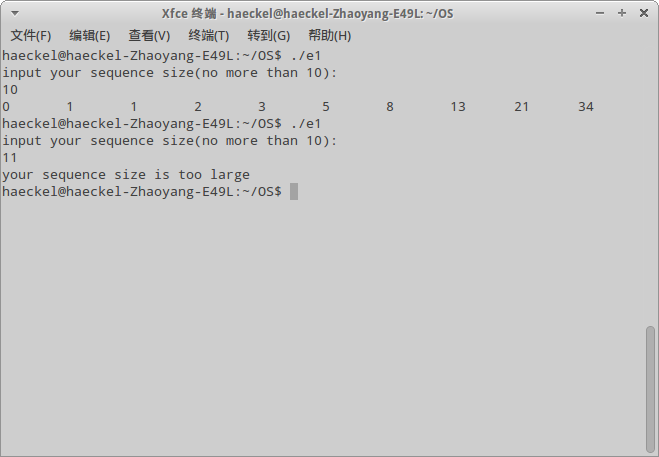 Xfce 终端 - haeckel@haeckel-Zhaoyang-E49L: ~/OS
文件(F) 编辑(E) 查看(V) 终端(T) 转到(G) 帮助(H)
haeckel@haeckel-Zhaoyang-E49L:~/OS$ ./e1
input your sequence size(no more than 10):
10
0 1 1 2 3 5 8 13 21 34
haeckel@haeckel-Zhaoyang-E49L:~/OS$ ./e1
input your sequence size(no more than 10):
11
your sequence size is too large
haeckel@haeckel-Zhaoyang-E49L:~/OS$